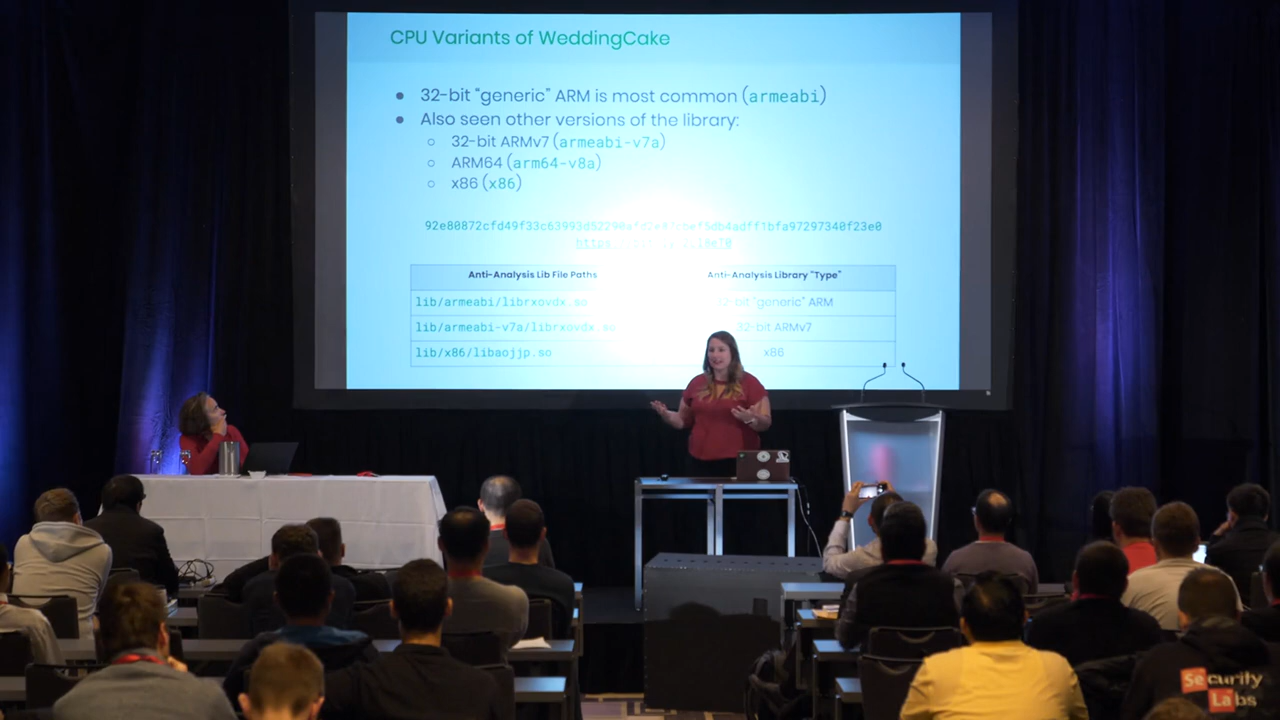 CPU Variants of WeddingCake
● 32-bit "generic" ARM is most common (armeabi)
● Also seen other versions of the library:
○ 32-bit ARMv7 (armeabi-v7a)
○ ARM64 (arm64-v8a)
○ x86 (x86)
Anti-Analysis Lib File Paths Anti-Analysis Library "Type"
lib/armeabi/librxovdx.so 32-bit "generic" ARM
lib/armeabi-v7a/librxovdx.so 32-bit ARMv7
lib/x86/libaojjp.so x86
Security
Labs